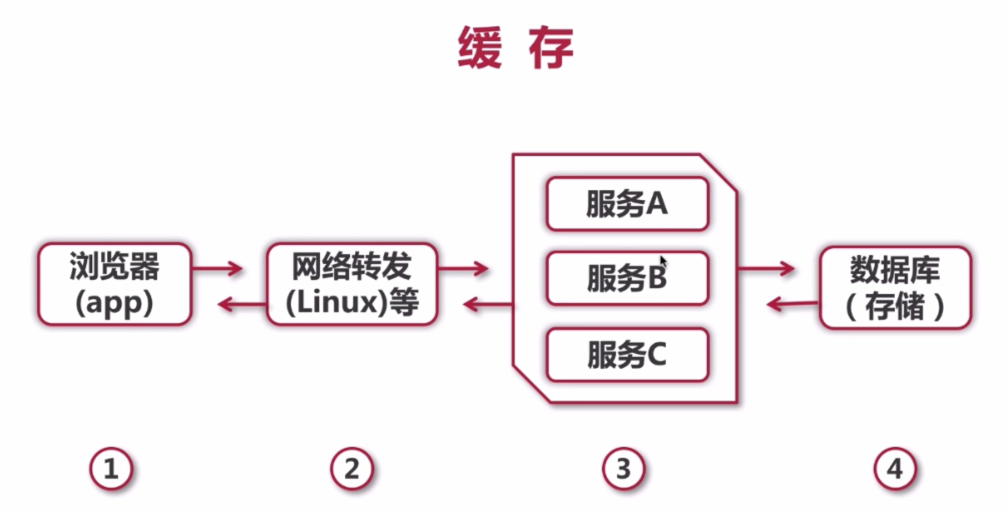 缓 存
浏览器
(app)
网络转发
(Linux)等
服务A
服务B
服务C
数据库
（存储）
1
2
3
4